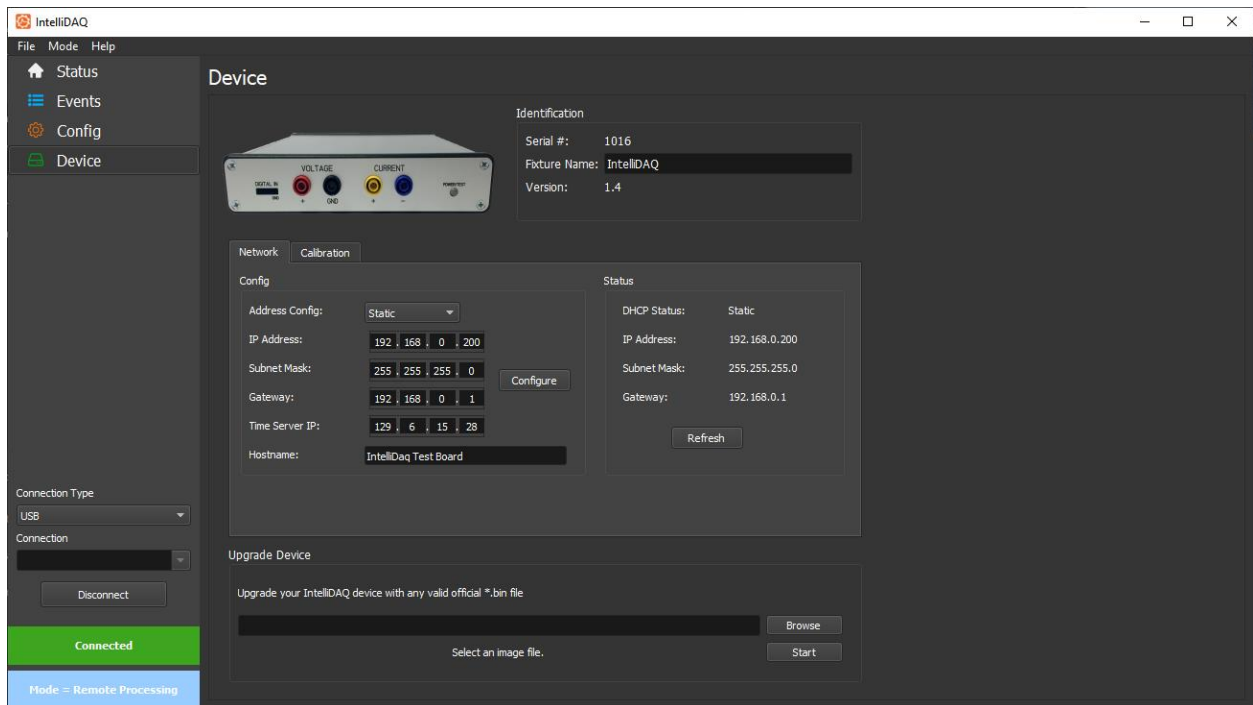 IntelliDAQ
File Mode Help
Status
Events
Config
Device
Connection Type
USB
Connection
Disconnect
Connected
Mode = Remote Processing
Device
VOLTAGE CURRENT
DIGITAL IN POWER/TEST
GND + GND + -
Identification
Serial #: 1016
Fixture Name: IntelliDAQ
Version: 1.4
Network Calibration
Config
Address Config: Static
IP Address: 192 . 168 . 0 . 200
Subnet Mask: 255 . 255 . 255 . 0
Gateway: 192 . 168 . 0 . 1
Time Server IP: 129 . 6 . 15 . 28
Hostname: IntelliDaq Test Board
Configure
Status
DHCP Status: Static
IP Address: 192.168.0.200
Subnet Mask: 255.255.255.0
Gateway: 192.168.0.1
Refresh
Upgrade Device
Upgrade your IntelliDAQ device with any valid official *.bin file
Browse
Select an image file. Start